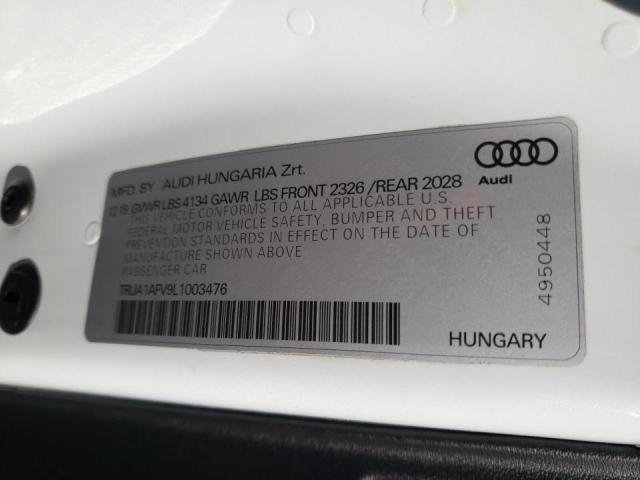 MFD. BY AUDI HUNGARIA Zrt.
12 19 GVWR LBS 4134 GAWR LBS FRONT 2326 /REAR 2028
THIS VEHICLE CONFORMS TO ALL APPLICABLE U.S.
FEDERAL MOTOR VEHICLE SAFETY, BUMPER AND THEFT
PREVENTION STANDARDS IN EFFECT ON THE DATE OF
MANUFACTURE SHOWN ABOVE
PASSENGER CAR
TRUA1AFV9L1003476
Audi
4950448
HUNGARY